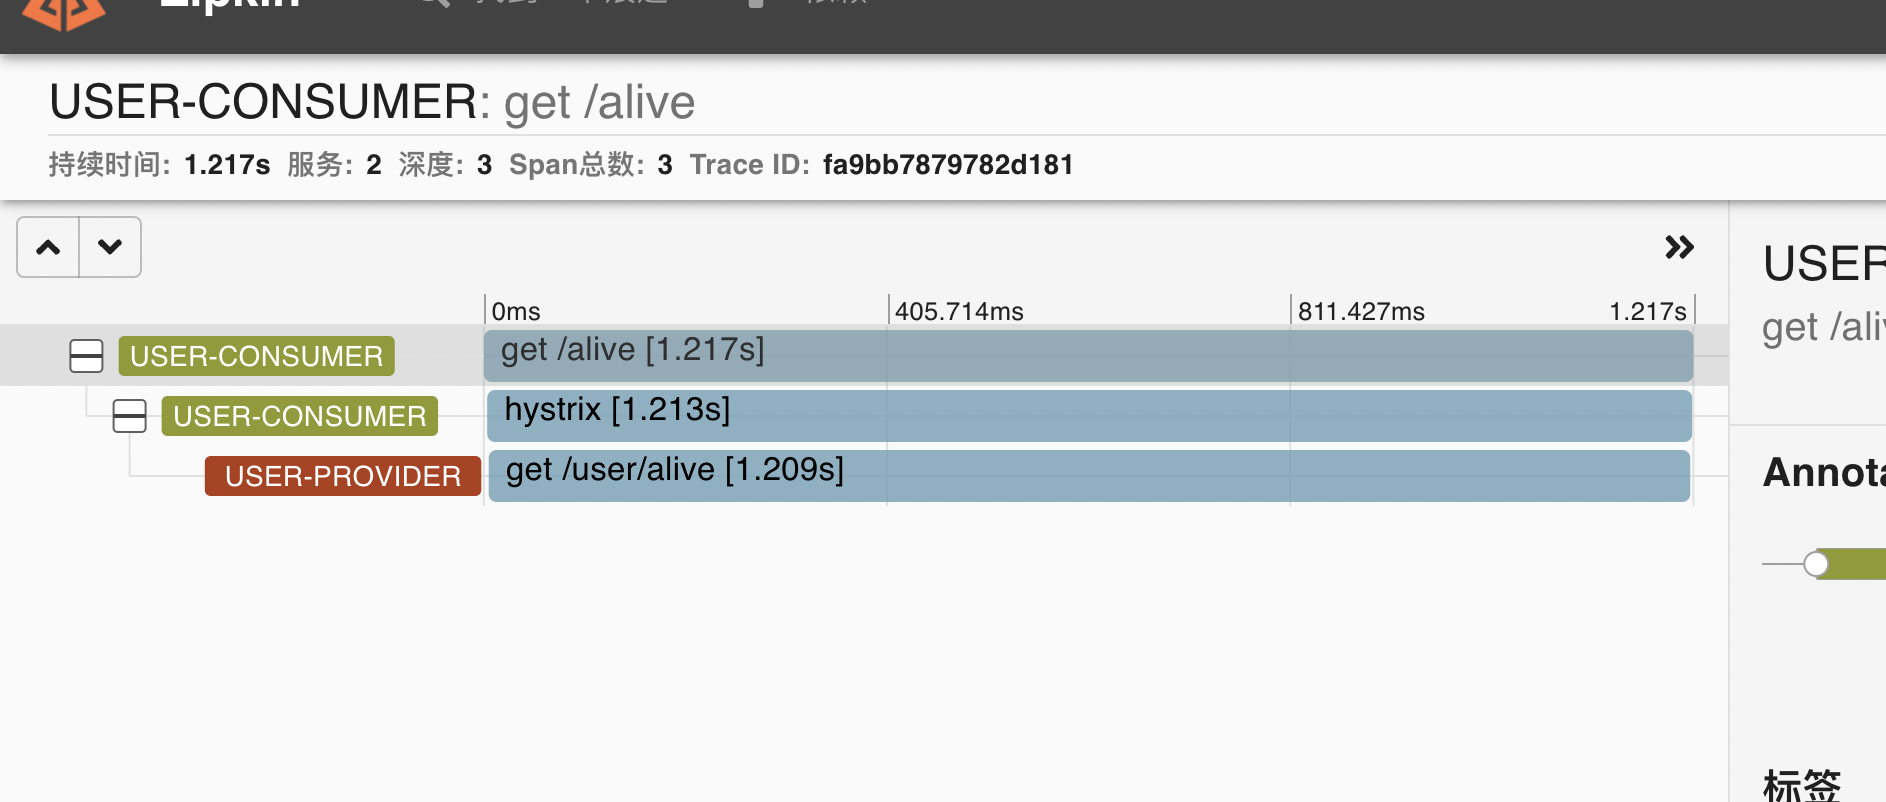 Zipkin
USER-CONSUMER: get /alive
持续时间: 1.217s 服务: 2 深度: 3 Span总数: 3 Trace ID: fa9bb7879782d181
0ms 405.714ms 811.427ms 1.217s
USER-CONSUMER get /alive [1.217s]
USER-CONSUMER hystrix [1.213s]
USER-PROVIDER get /user/alive [1.209s]
USER
get /ali
Annota
标签